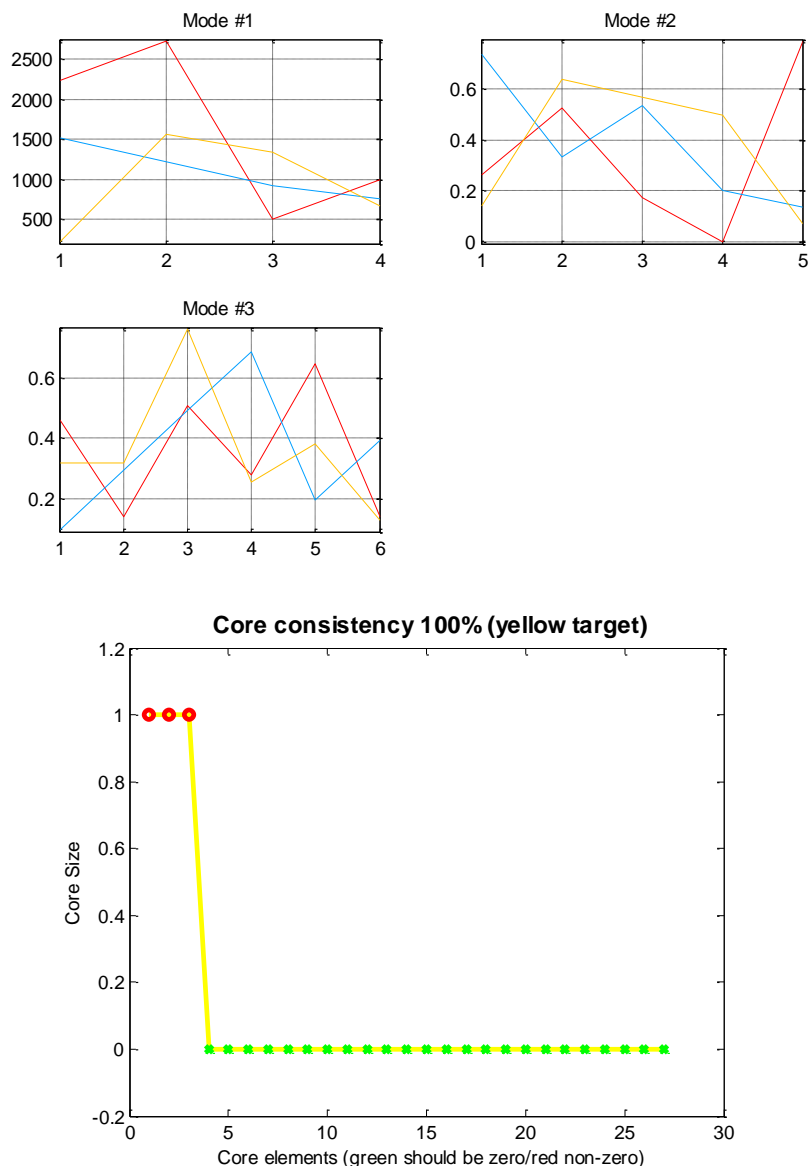 Mode #1
2500
2000
1500
1000
500
1 2 3 4
Mode #2
0.6
0.4
0.2
0
1 2 3 4 5
Mode #3
0.6
0.4
0.2
1 2 3 4 5 6
Core consistency 100% (yellow target)
1.2
1
0.8
0.6
0.4
0.2
0
-0.2
Core Size
0 5 10 15 20 25 30
Core elements (green should be zero/red non-zero)